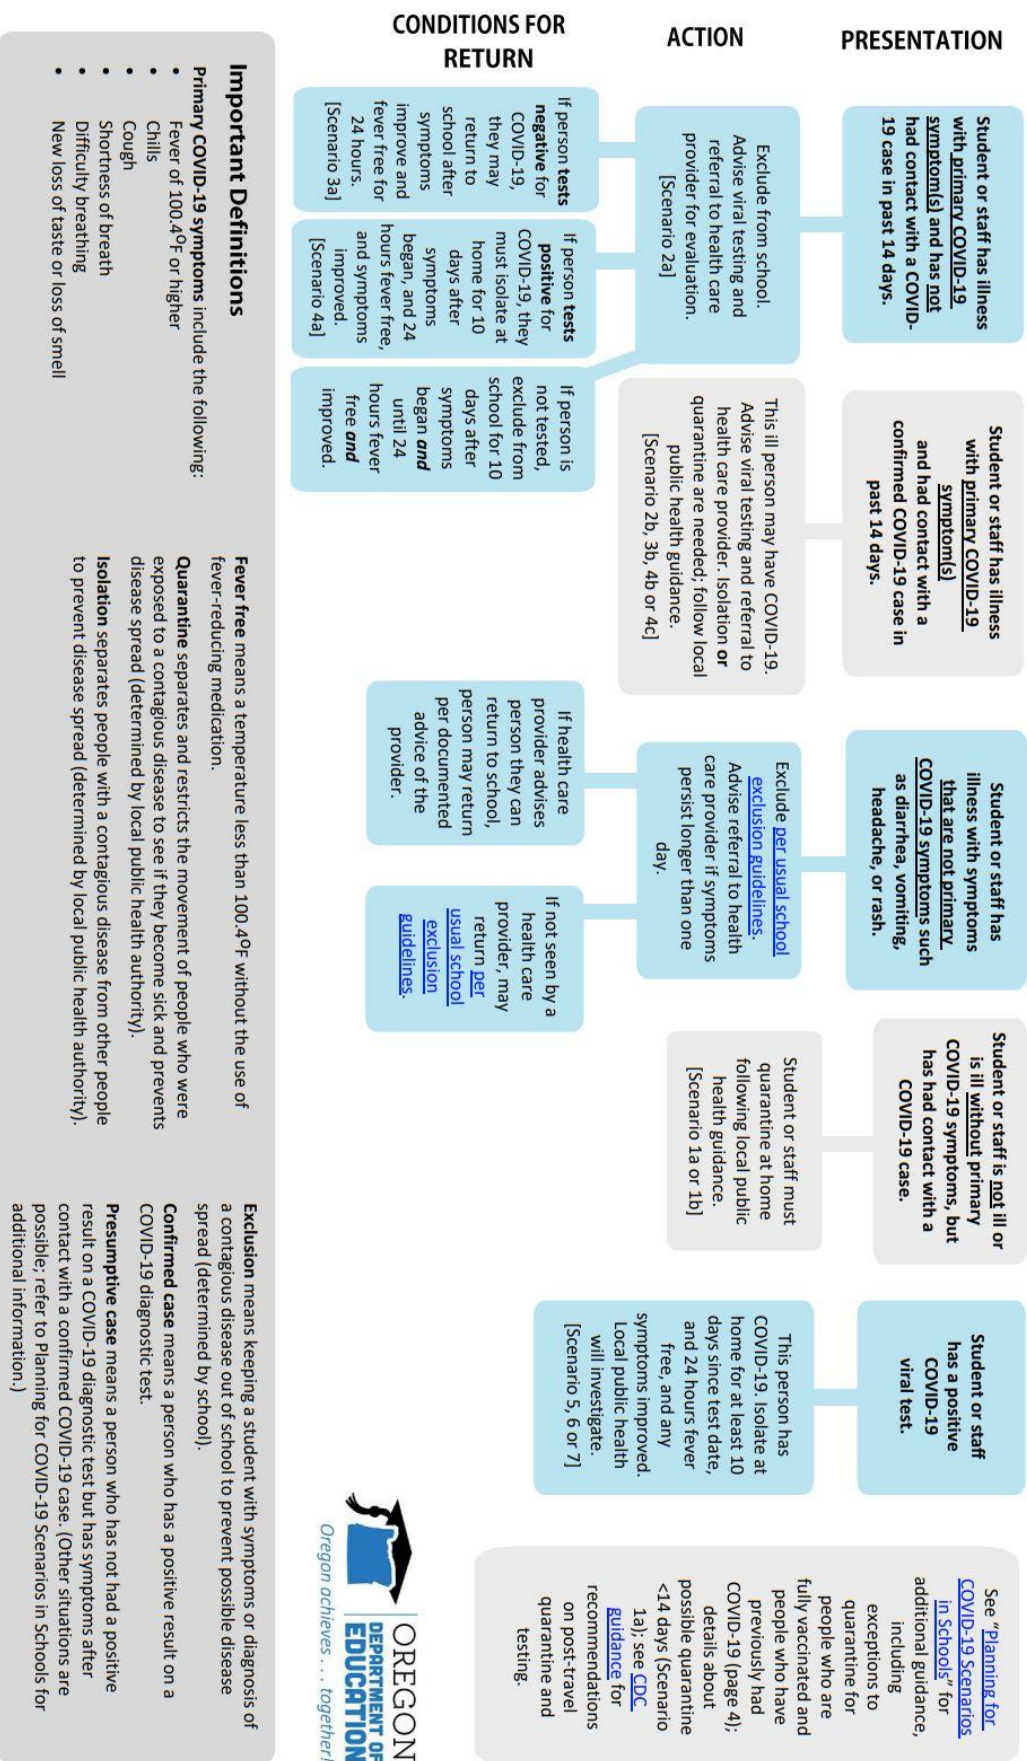 PRESENTATION
ACTION
CONDITIONS FOR
RETURN
Student or staff has illness
with primary COVID-19
symptom(s) and has not
had contact with a COVID-
19 case in past 14 days.
Exclude from school.
Advise viral testing and
referral to health care
provider for evaluation.
[Scenario 2a]
If person tests
negative for
COVID-19,
they may
return to
school after
symptoms
improve and
fever free for
24 hours.
[Scenario 3a]
If person tests
positive for
COVID-19, they
must isolate at
home for 10
days after
symptoms
began, and 24
hours fever free,
and symptoms
improved.
[Scenario 4a]
If person is
not tested,
exclude from
school for 10
days after
symptoms
began and
until 24
hours fever
free and
improved.
Student or staff has illness
with primary COVID-19
symptom(s)
and had contact with a
confirmed COVID-19 case in
past 14 days.
This ill person may have COVID-19.
Advise viral testing and referral to
health care provider. Isolation or
quarantine are needed; follow local
public health guidance.
[Scenario 2b, 3b, 4b or 4c]
Student or staff has
illness with symptoms
that are not primary
COVID-19 symptoms such
as diarrhea, vomiting,
headache, or rash.
Exclude per usual school
exclusion guidelines.
Advise referral to health
care provider if symptoms
persist longer than one
day.
If health care
provider advises
person they can
return to school,
person may return
per documented
advice of the
provider.
If not seen by a
health care
provider, may
return per
usual school
exclusion
guidelines.
Student or staff is not ill or
is ill without primary
COVID-19 symptoms, but
has had contact with a
COVID-19 case.
Student or staff must
quarantine at home
following local public
health guidance.
[Scenario 1a or 1b]
Student or staff
has a positive
COVID-19
viral test.
This person has
COVID-19. Isolate at
home for at least 10
days since test date,
and 24 hours fever
free, and any
symptoms improved.
Local public health
will investigate.
[Scenario 5, 6 or 7]
See "Planning for
COVID-19 Scenarios
in Schools" for
additional guidance,
including
exceptions to
quarantine for
people who are
fully vaccinated and
people who have
previously had
COVID-19 (page 4);
details about
possible quarantine
<14 days (Scenario
1a); see CDC
guidance for
recommendations
on post-travel
quarantine and
testing.
OREGON
DEPARTMENT OF
EDUCATION
Oregon achieves . . . together!
Important Definitions
Primary COVID-19 symptoms include the following:
• Fever of 100.4°F or higher
• Chills
• Cough
• Shortness of breath
• Difficulty breathing
• New loss of taste or loss of smell
Fever free means a temperature less than 100.4°F without the use of
fever-reducing medication.
Quarantine separates and restricts the movement of people who were
exposed to a contagious disease to see if they become sick and prevents
disease spread (determined by local public health authority).
Isolation separates people with a contagious disease from other people
to prevent disease spread (determined by local public health authority).
Exclusion means keeping a student with symptoms or diagnosis of
a contagious disease out of school to prevent possible disease
spread (determined by school).
Confirmed case means a person who has a positive result on a
COVID-19 diagnostic test.
Presumptive case means a person who has not had a positive
result on a COVID-19 diagnostic test but has symptoms after
contact with a confirmed COVID-19 case. (Other situations are
possible; refer to Planning for COVID-19 Scenarios in Schools for
additional information.)